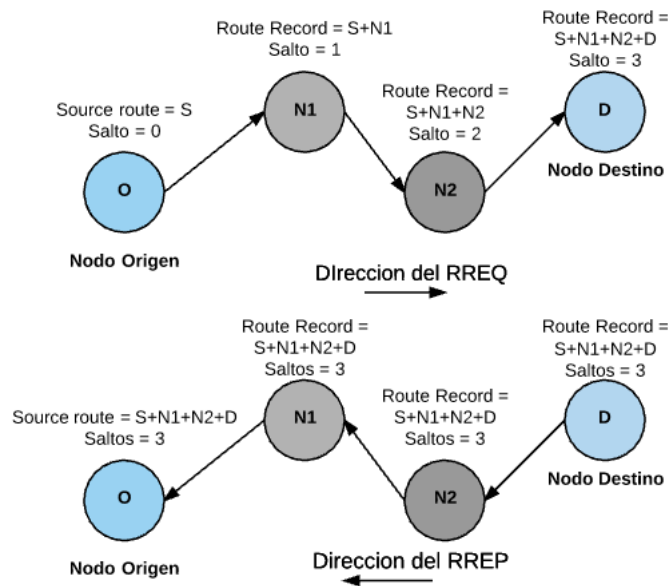 Route Record = S+N1
Salto = 1
Route Record =
S+N1+N2+D
Salto = 3
Route Record =
S+N1+N2
Salto = 2
Source route = S
Salto = 0
N1
D
O
N2
Nodo Destino
Nodo Origen
DIreccion del RREQ
Route Record =
S+N1+N2+D
Saltos = 3
Route Record =
S+N1+N2+D
Saltos = 3
Route Record =
S+N1+N2+D
Saltos = 3
Source route = S+N1+N2+D
Saltos = 3
N1
D
O
N2
Nodo Destino
Direccion del RREP
Nodo Origen